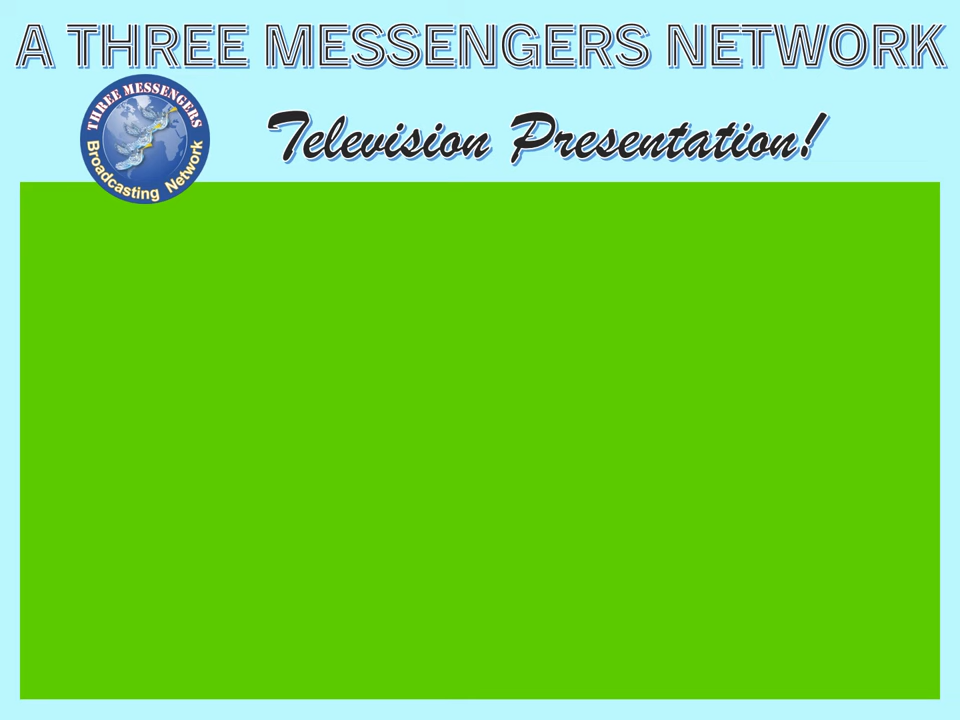 A THREE MESSENGERS NETWORK
THREE MESSENGERS
Broadcasting Network
Television Presentation!